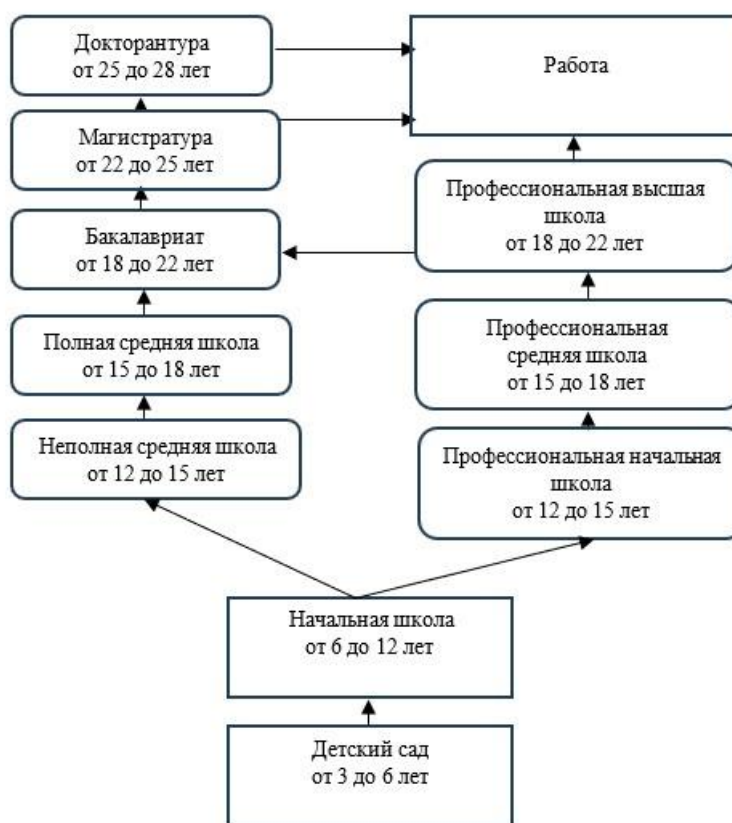 Докторантура
от 25 до 28 лет
Работа
Магистратура
от 22 до 25 лет
Профессиональная высшая
школа
от 18 до 22 лет
Бакалавриат
от 18 до 22 лет
Полная средняя школа
от 15 до 18 лет
Профессиональная
средняя школа
от 15 до 18 лет
Неполная средняя школа
от 12 до 15 лет
Профессиональная начальная
школа
от 12 до 15 лет
Начальная школа
от 6 до 12 лет
Детский сад
от 3 до 6 лет